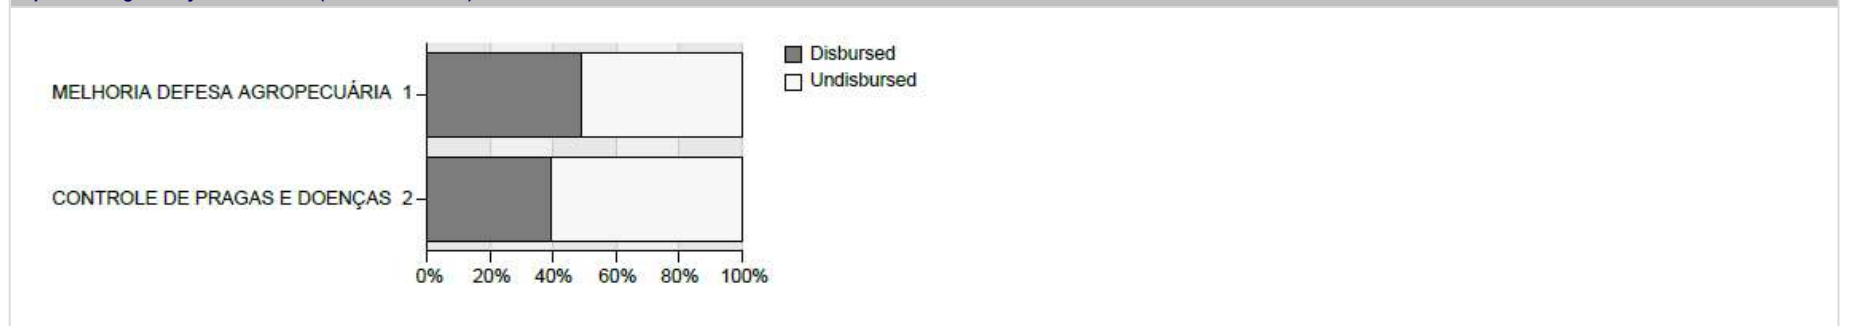 Disbursed
Undisbursed
MELHORIA DEFESA AGROPECUÁRIA 1
CONTROLE DE PRAGAS E DOENÇAS 2
0% 20% 40% 60% 80% 100%